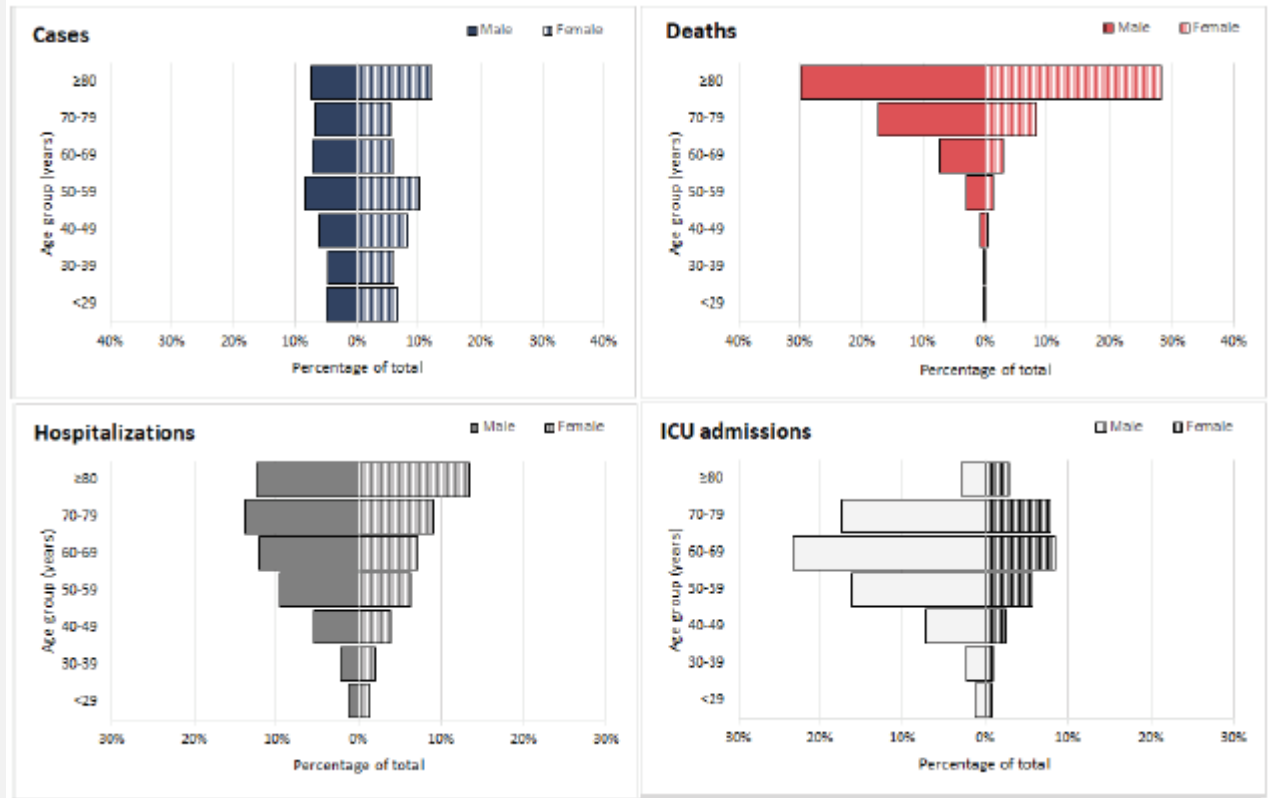 Cases
Male Female
Age group (years)
≥80
70-79
60-69
50-59
40-49
30-39
<29
40% 30% 20% 10% 0% 10% 20% 30% 40%
Percentage of total
Deaths
Male Female
Age group (years)
≥80
70-79
60-69
50-59
40-49
30-39
<29
40% 30% 20% 10% 0% 10% 20% 30% 40%
Percentage of total
Hospitalizations
Male Female
Age group (years)
≥80
70-79
60-69
50-59
40-49
30-39
<29
30% 20% 10% 0% 10% 20% 30%
Percentage of total
ICU admissions
Male Female
Age group (years)
≥80
70-79
60-69
50-59
40-49
30-39
<29
30% 20% 10% 0% 10% 20% 30%
Percentage of total